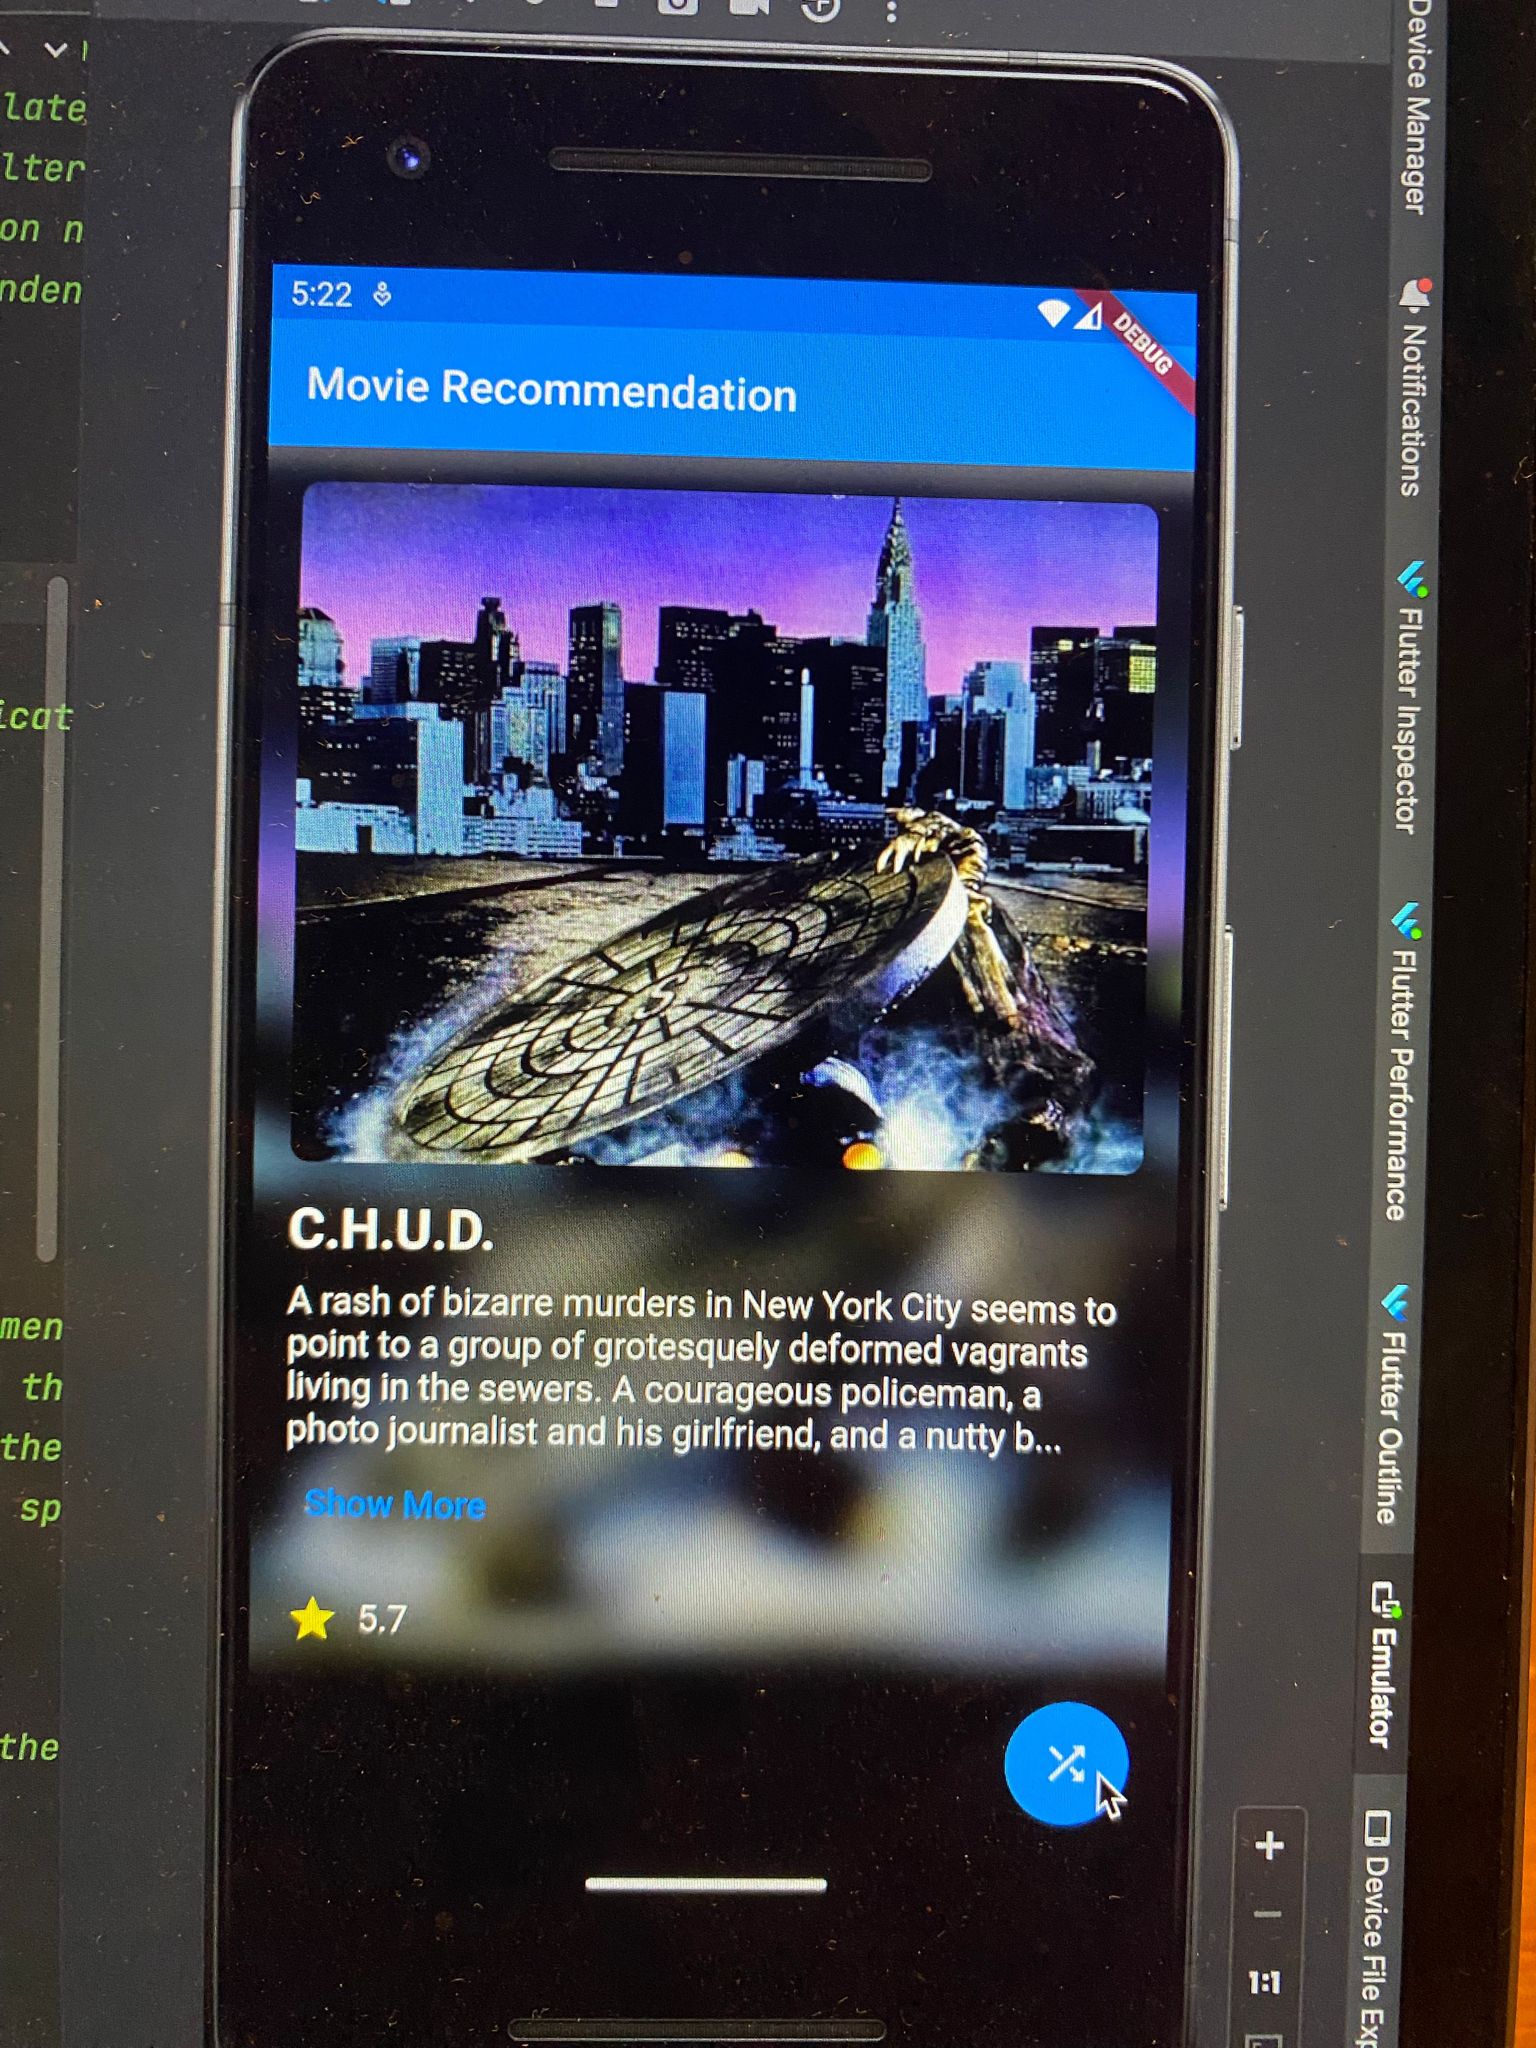 late
lter
on n
nden
icat
men
th
the
sp
the
5:22
DEBUG
Movie Recommendation
S
C.H.U.D.
A rash of bizarre murders in New York City seems to
point to a group of grotesquely deformed vagrants
living in the sewers. A courageous policeman, a
photo journalist and his girlfriend, and a nutty b...
Show More
5.7
Device Manager
Notifications
Flutter Inspector
Flutter Performance
Flutter Outline
Emulator
Device File Exp
1:1